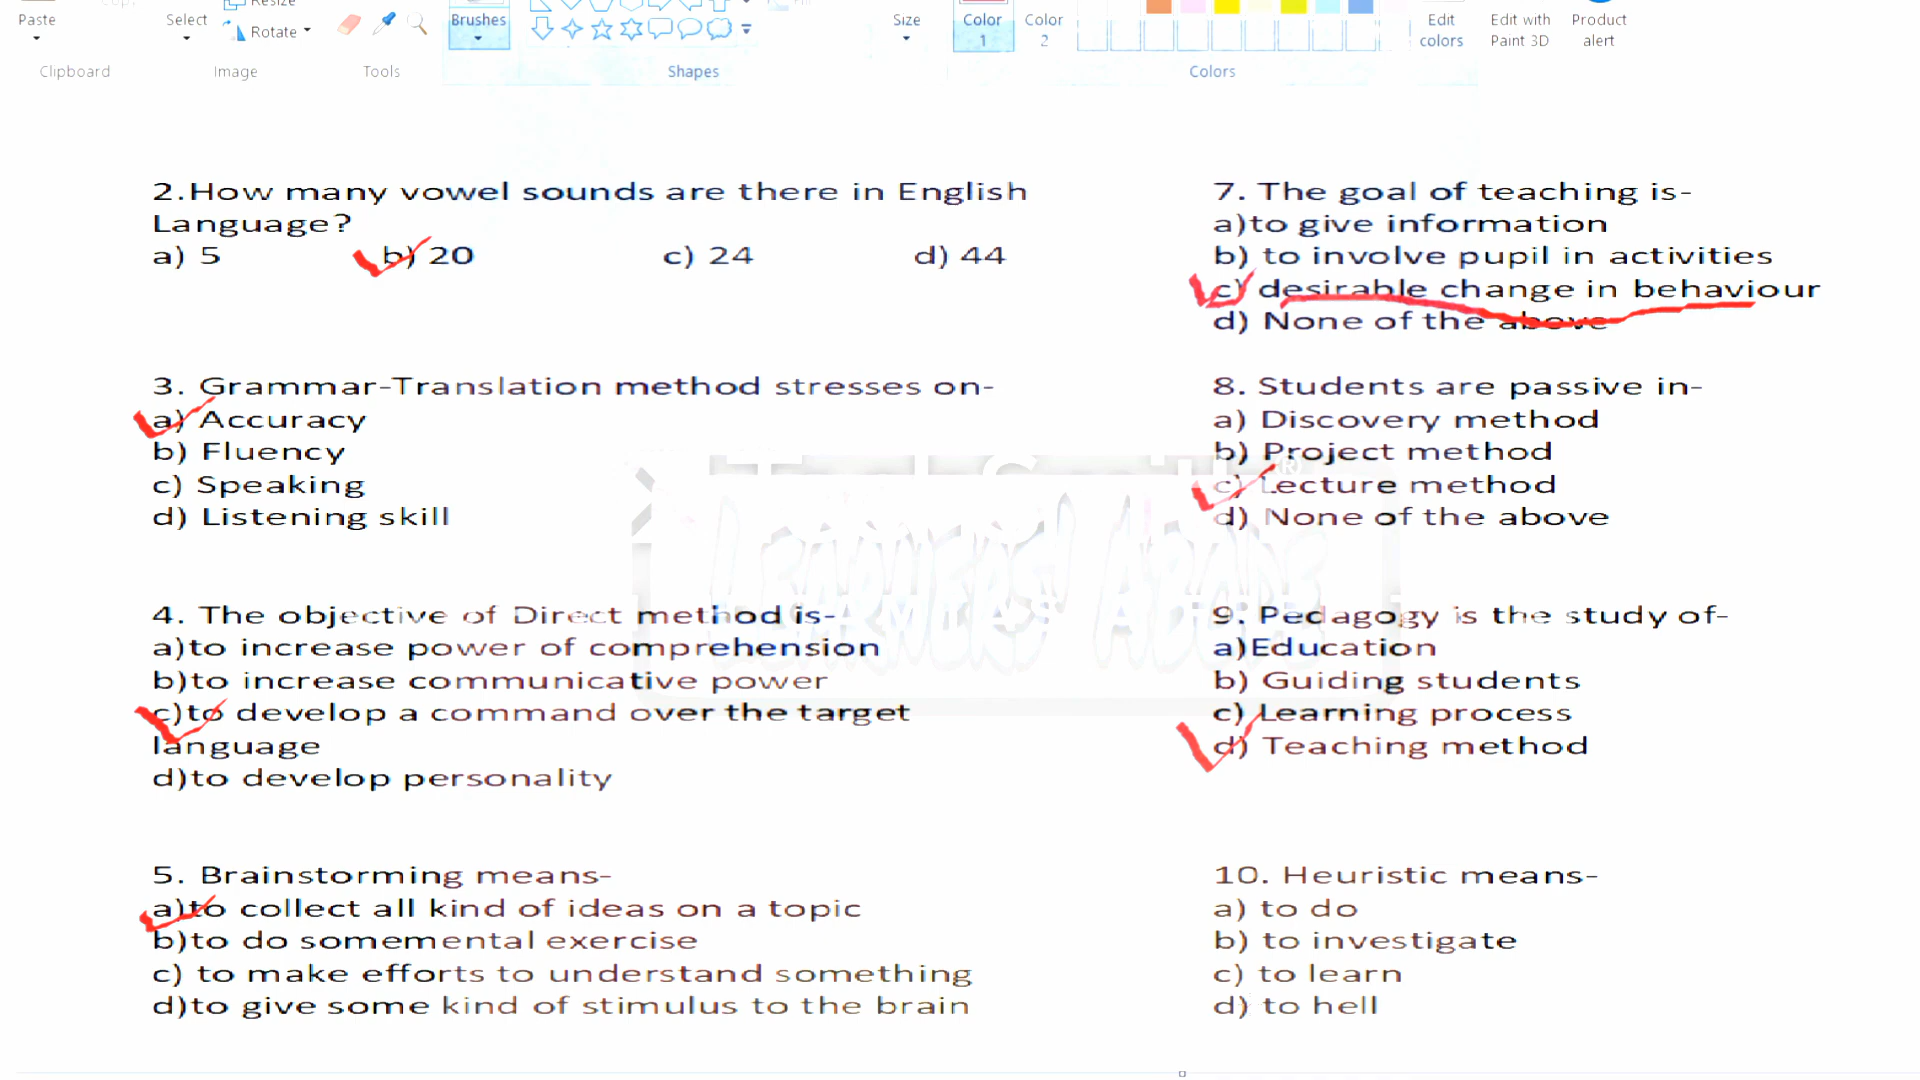 Paste
Select
Resize
Rotate
Brushes
Size
Color
1
Color
2
Edit
colors
Edit with
Paint 3D
Product
alert
Clipboard
Image
Tools
Shapes
Colors
2.How many vowel sounds are there in English
Language?
a) 5 b) 20 c) 24 d) 44
3. Grammar-Translation method stresses on-
a) Accuracy
b) Fluency
c) Speaking
d) Listening skill
4. The objective of Direct method is-
a)to increase power of comprehension
b)to increase communicative power
c)to develop a command over the target
language
d)to develop personality
5. Brainstorming means-
a)to collect all kind of ideas on a topic
b)to do somemental exercise
c) to make efforts to understand something
d)to give some kind of stimulus to the brain
7. The goal of teaching is-
a)to give information
b) to involve pupil in activities
c) desirable change in behaviour
d) None of the above
8. Students are passive in-
a) Discovery method
b) Project method
c) Lecture method
d) None of the above
9. Pedagogy is the study of-
a)Education
b) Guiding students
c) Learning process
d) Teaching method
10. Heuristic means-
a) to do
b) to investigate
c) to learn
d) to hell
LEARNERS' ABODE